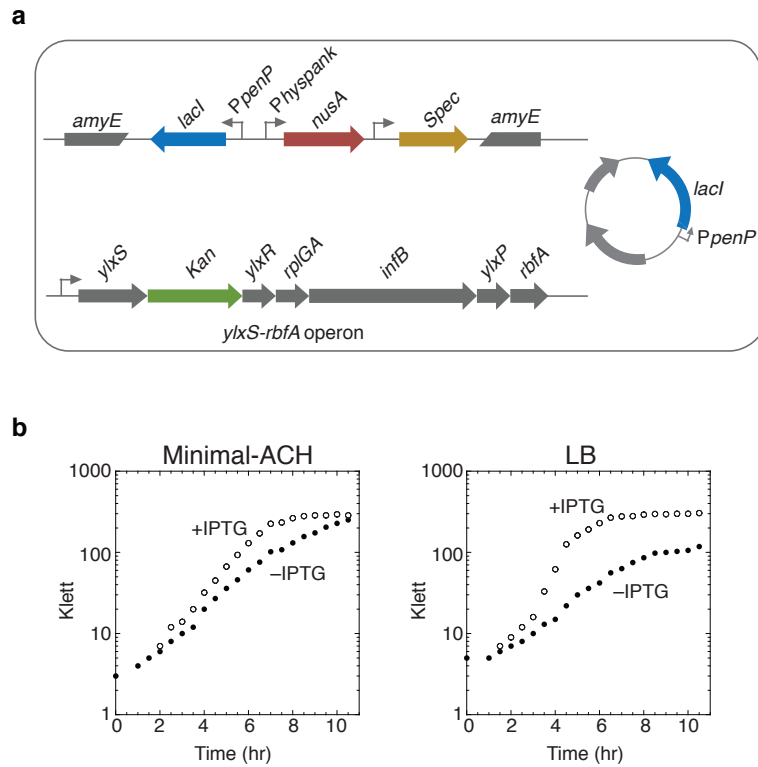 a
amyE lacI PpenP Physpank nusA Spec amyE
lacI
PpenP
ylxS Kan ylxR rplGA infB ylxP rbfA
ylxS-rbfA operon
b
Minimal-ACH
1000
100
10
1
Klett
+IPTG
–IPTG
0 2 4 6 8 10
Time (hr)
LB
1000
100
10
1
Klett
+IPTG
–IPTG
0 2 4 6 8 10
Time (hr)